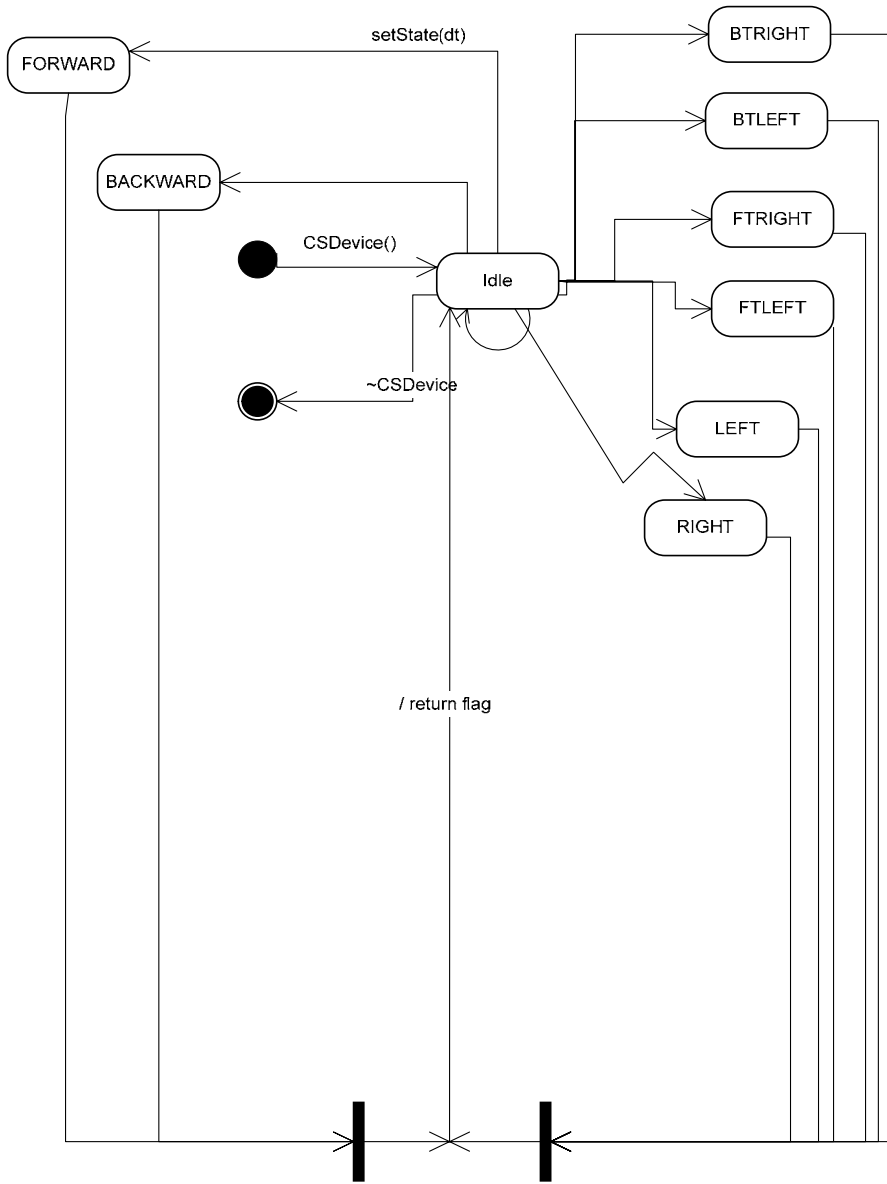 setState(dt)
BTRIGHT
FORWARD
BTLEFT
BACKWARD
FTRIGHT
CSDevice()
Idle
FTLEFT
~CSDevice
LEFT
RIGHT
/ return flag